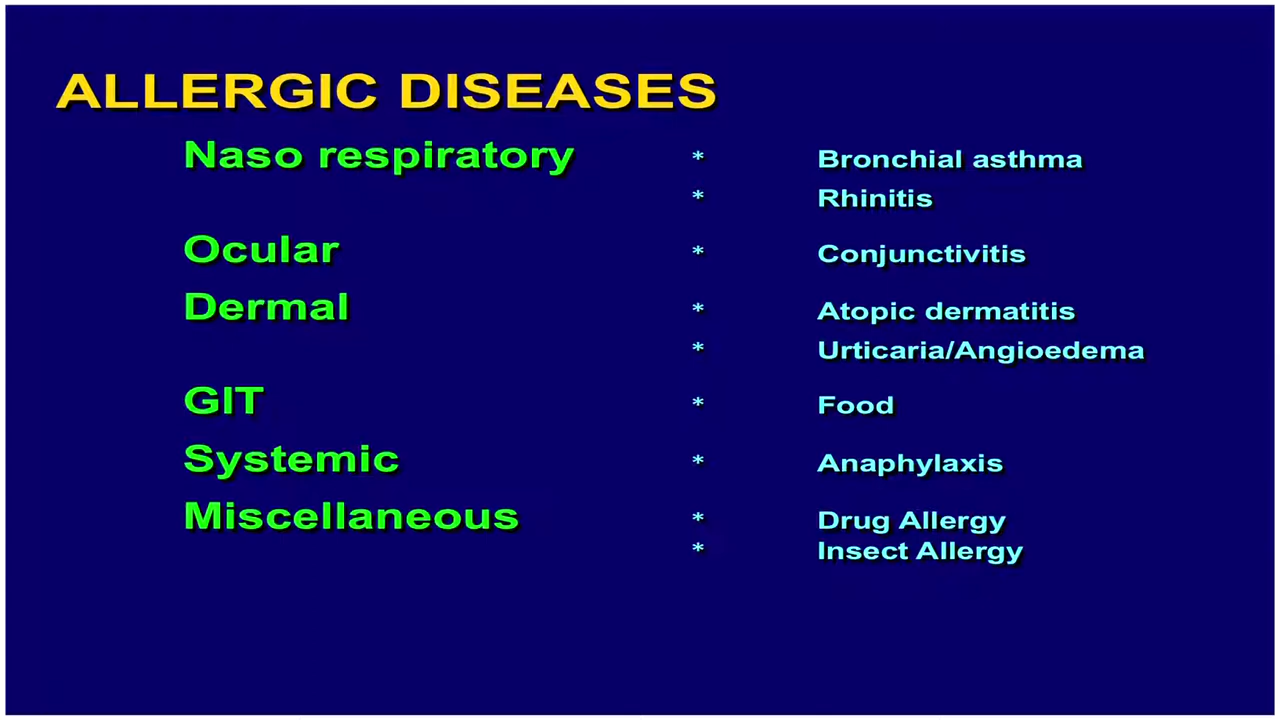 ALLERGIC DISEASES
Naso respiratory * Bronchial asthma
* Rhinitis
Ocular * Conjunctivitis
Dermal * Atopic dermatitis
* Urticaria/Angioedema
GIT * Food
Systemic * Anaphylaxis
Miscellaneous * Drug Allergy
* Insect Allergy